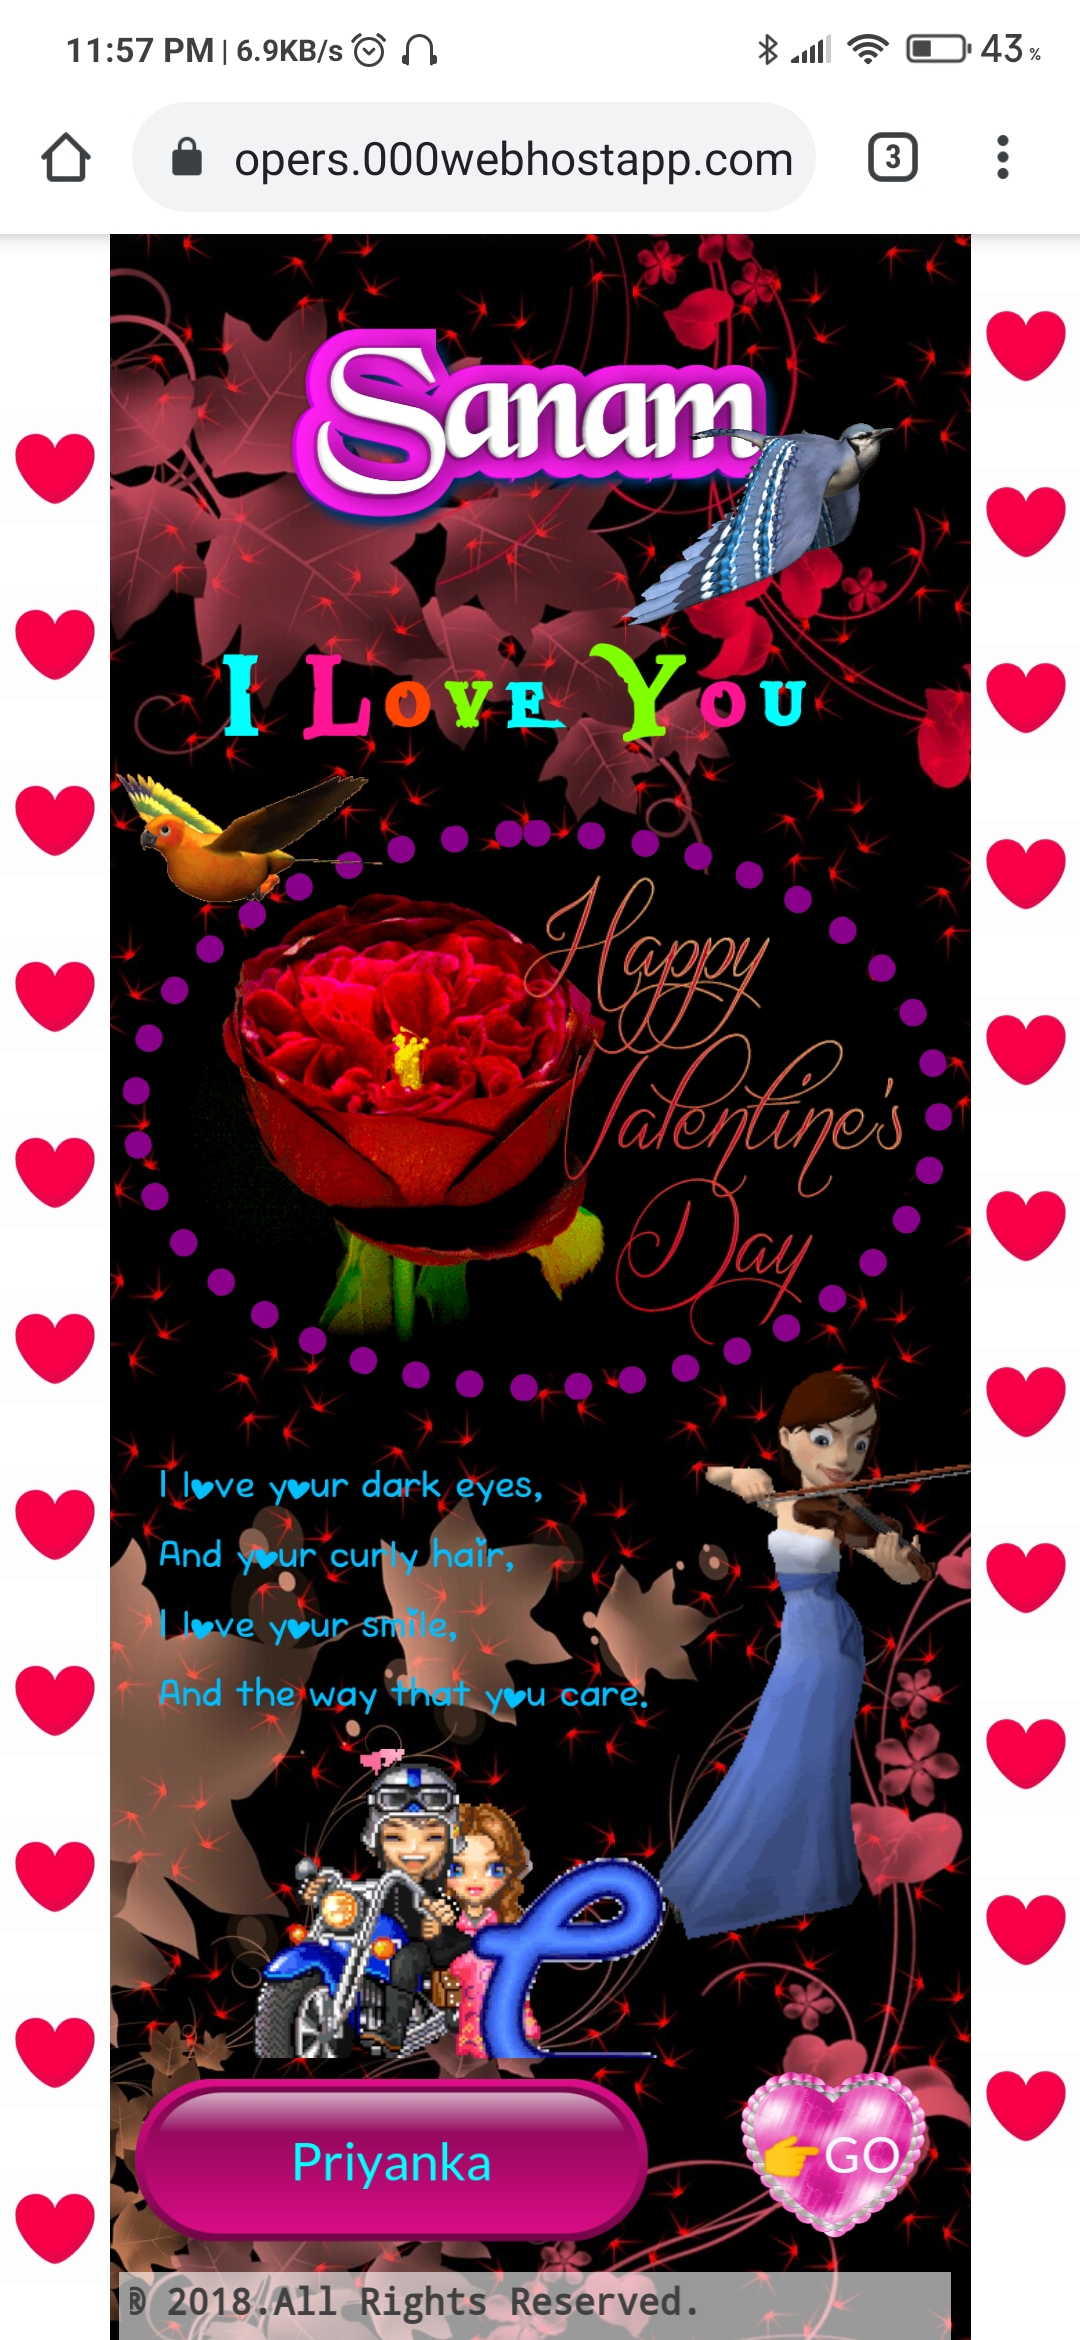 11:57 PM | 6.9KB/s
43%
opers.000webhostapp.com
3
Sanam
I Love You
Happy
Valentine's
Day
I love your dark eyes,
And your curly hair,
I love your smile,
And the way that you care.
Priyanka
👉GO
2018.All Rights Reserved.